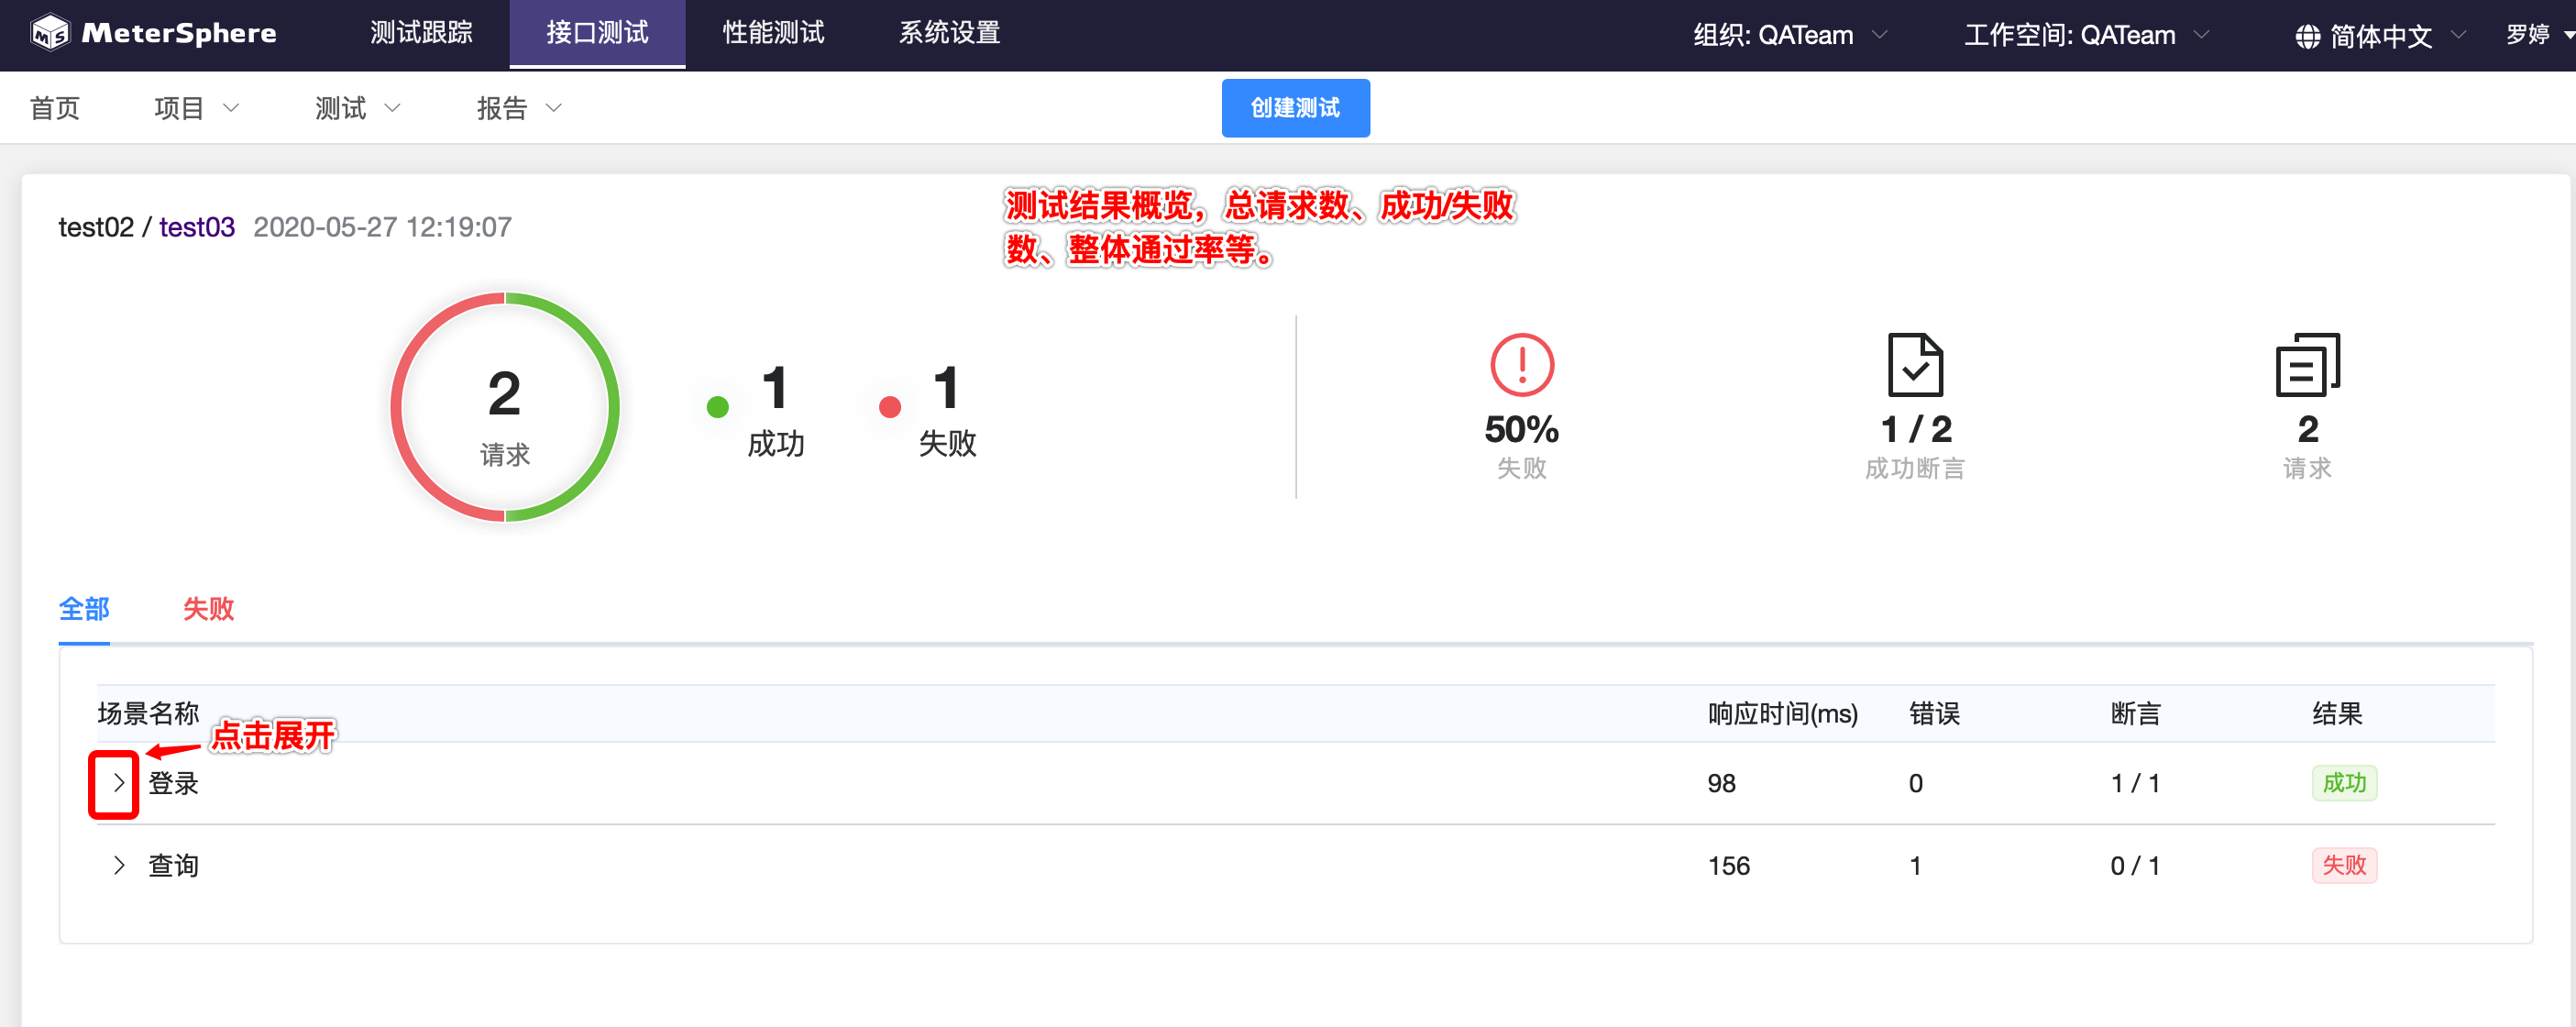 MeterSphere 测试跟踪 接口测试 性能测试 系统设置 组织: QATeam 工作空间: QATeam 简体中文 罗婷
首页 项目 测试 报告 创建测试
测试结果概览，总请求数、成功/失败
数、整体通过率等。
test02 / test03 2020-05-27 12:19:07
2
请求
1
成功
1
失败
50%
失败
1 / 2
成功断言
2
请求
全部 失败
场景名称 响应时间(ms) 错误 断言 结果
点击展开
登录 98 0 1 / 1 成功
查询 156 1 0 / 1 失败